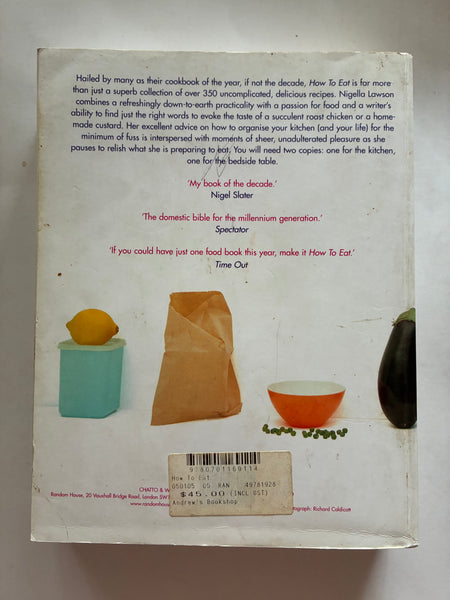 Hailed by many as their cookbook of the year, if not the decade, How To Eat is far more
than just a superb collection of over 350 uncomplicated, delicious recipes. Nigella Lawson
combines a refreshingly down-to-earth practicality with a passion for food and a writer's
ability to find just the right words to evoke the taste of a succulent roast chicken or a home-
made custard. Her excellent advice on how to organise your kitchen (and your life) for the
minimum of fuss is interspersed with moments of sheer, unadulterated pleasure as she
pauses to relish what she is preparing to eat. You will need two copies: one for the kitchen,
one for the bedside table.
'My book of the decade.'
Nigel Slater
'The domestic bible for the millennium generation.'
Spectator
'If you could have just one food book this year, make it How To Eat.'
Time Out
9780701169114
How To Eat
050105 05 RAN 49781928
$45.00 (INCL GST)
Andrew's Bookshop
CHATTO & W
Random House, 20 Vauxhall Bridge Road, London SW1
www.randomhou
otograph: Richard Caldicott